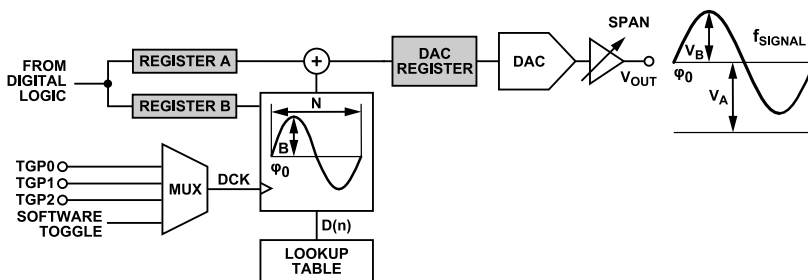 FROM
DIGITAL
LOGIC
REGISTER A
REGISTER B
+
DAC
REGISTER
DAC
SPAN
VOUT
fSIGNAL
VB
φ0
VA
N
B
φ0
TGP0
TGP1
TGP2
SOFTWARE
TOGGLE
MUX
DCK
D(n)
LOOKUP
TABLE